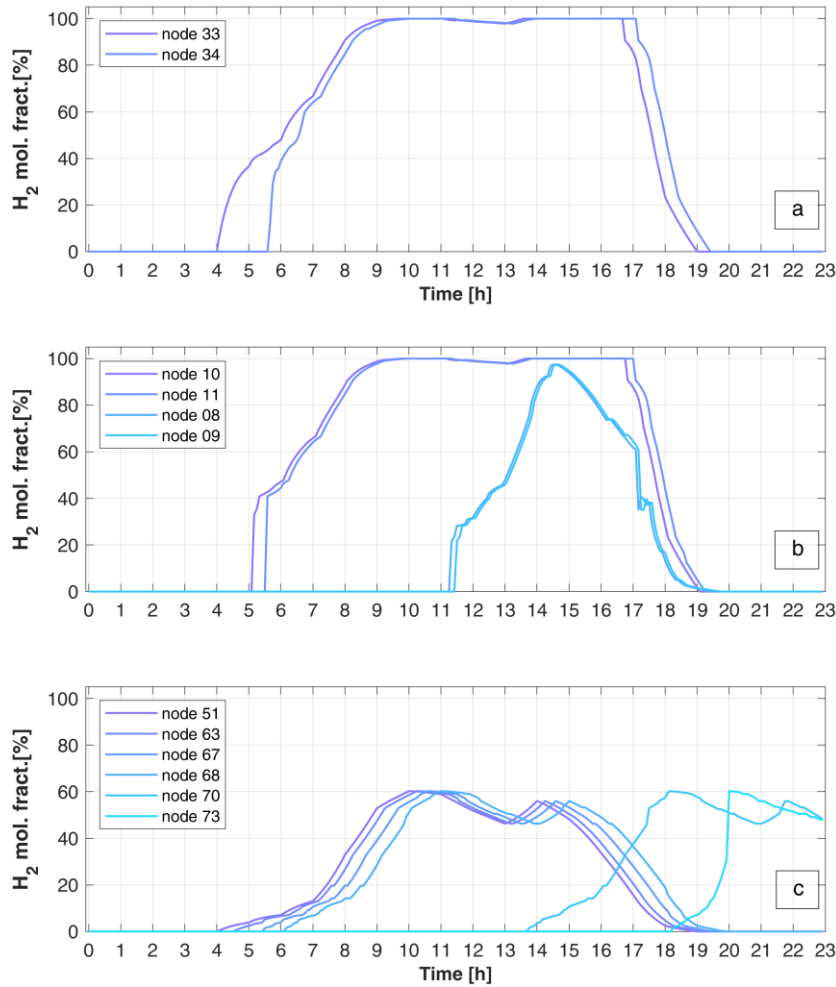 100
80
60
40
20
0
H2 mol. fract.[%]
node 33
node 34
a
0 1 2 3 4 5 6 7 8 9 10 11 12 13 14 15 16 17 18 19 20 21 22 23
Time [h]
100
80
60
40
20
0
H2 mol. fract.[%]
node 10
node 11
node 08
node 09
b
0 1 2 3 4 5 6 7 8 9 10 11 12 13 14 15 16 17 18 19 20 21 22 23
100
80
60
40
20
0
H2 mol. fract.[%]
node 51
node 63
node 67
node 68
node 70
node 73
c
0 1 2 3 4 5 6 7 8 9 10 11 12 13 14 15 16 17 18 19 20 21 22 23
Time [h]